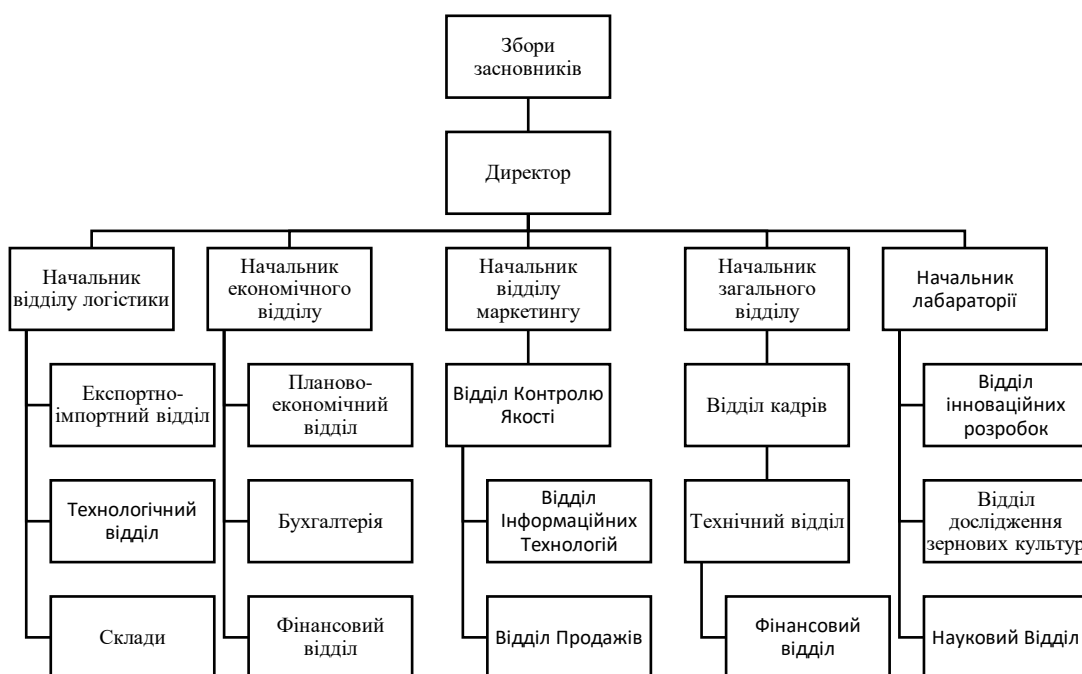 Збори
засновників
Директор
Начальник
відділу логістики
Начальник
економічного
відділу
Начальник
відділу
маркетингу
Начальник
загального
відділу
Начальник
лабараторії
Експортно-
імпортний відділ
Планово-
економічний
відділ
Відділ Контролю
Якості
Відділ кадрів
Відділ
інноваційних
розробок
Технологічний
відділ
Бухгалтерія
Відділ
Інформаційних
Технологій
Технічний відділ
Відділ
дослідження
зернових культур
Склади
Фінансовий
відділ
Відділ Продажів
Фінансовий
відділ
Науковий Відділ